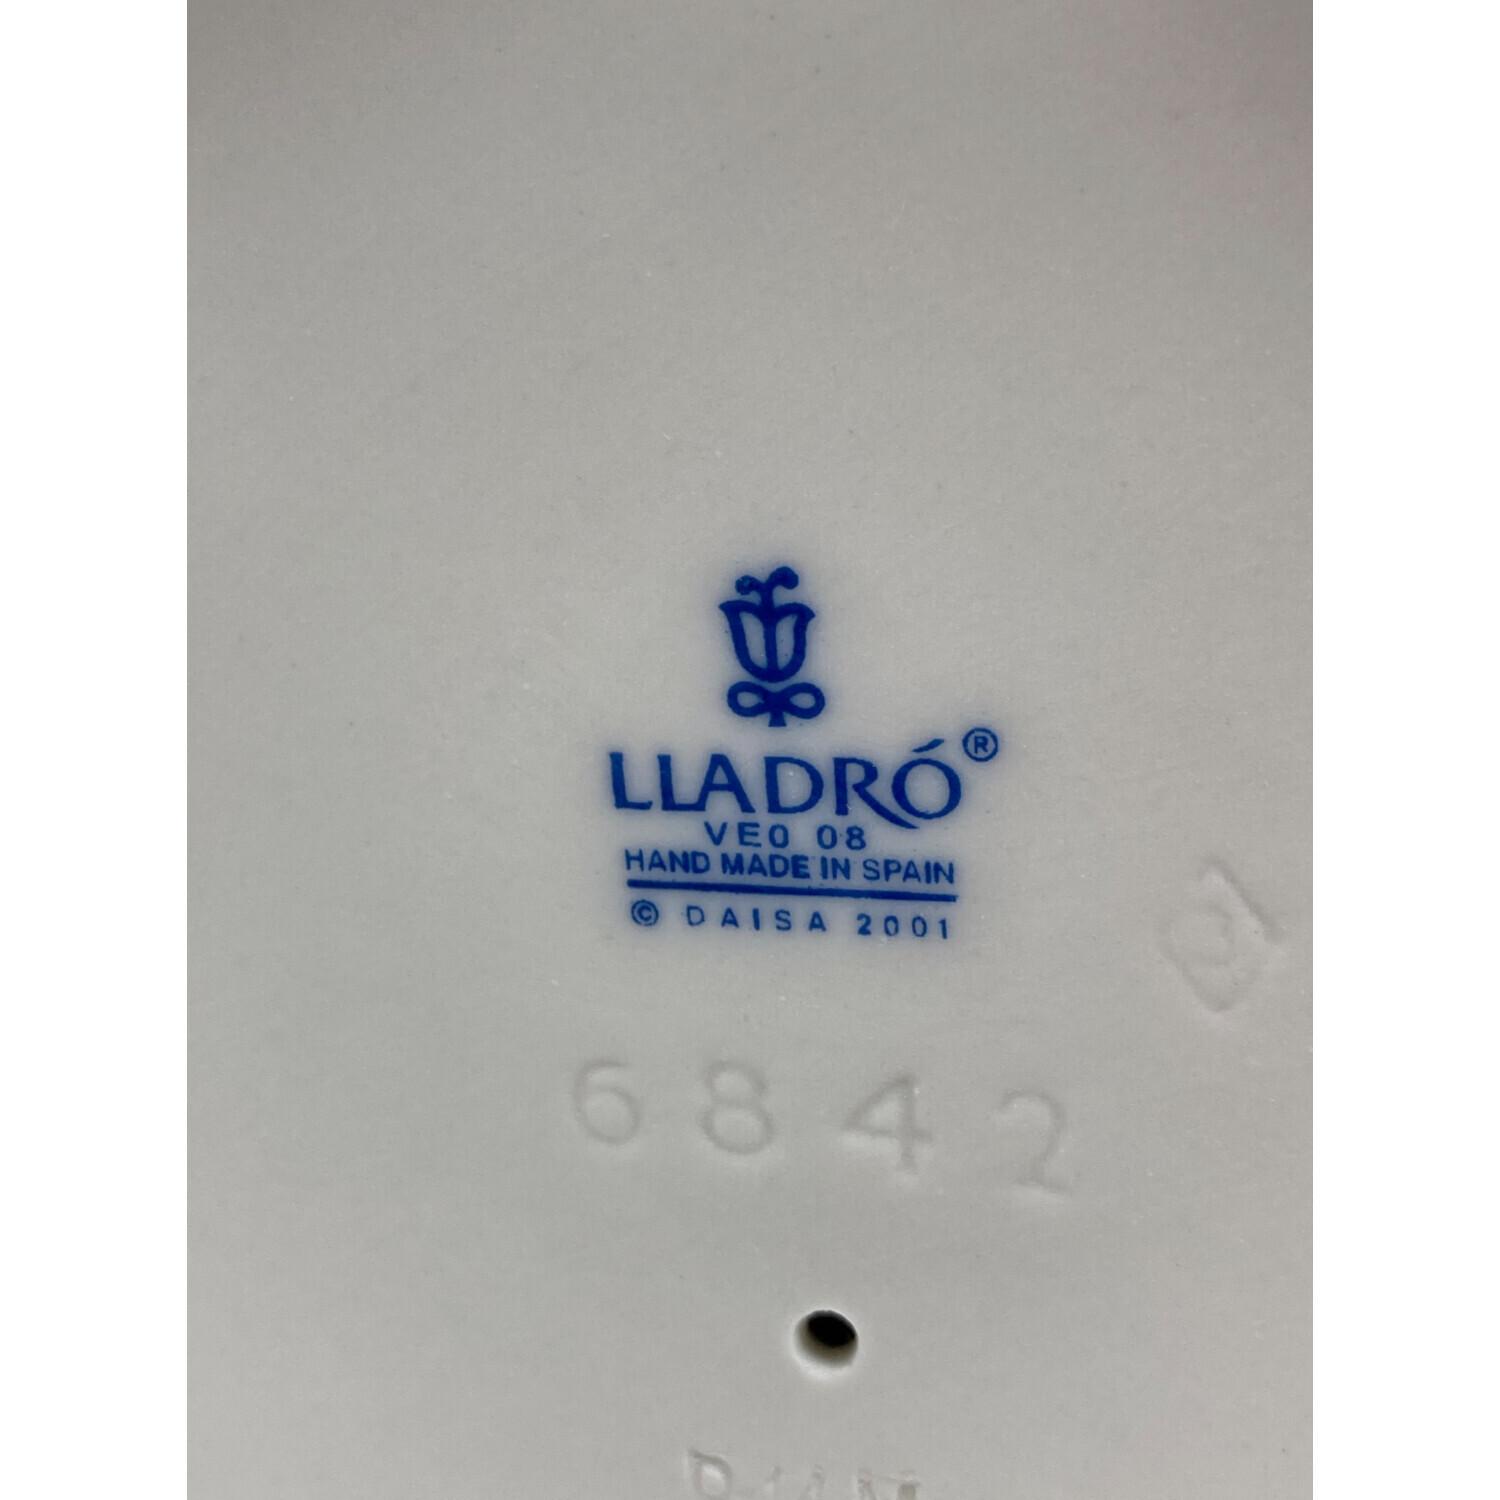 LLADRÓ®
VE0 08
HAND MADE IN SPAIN
© DAISA 2001
6842